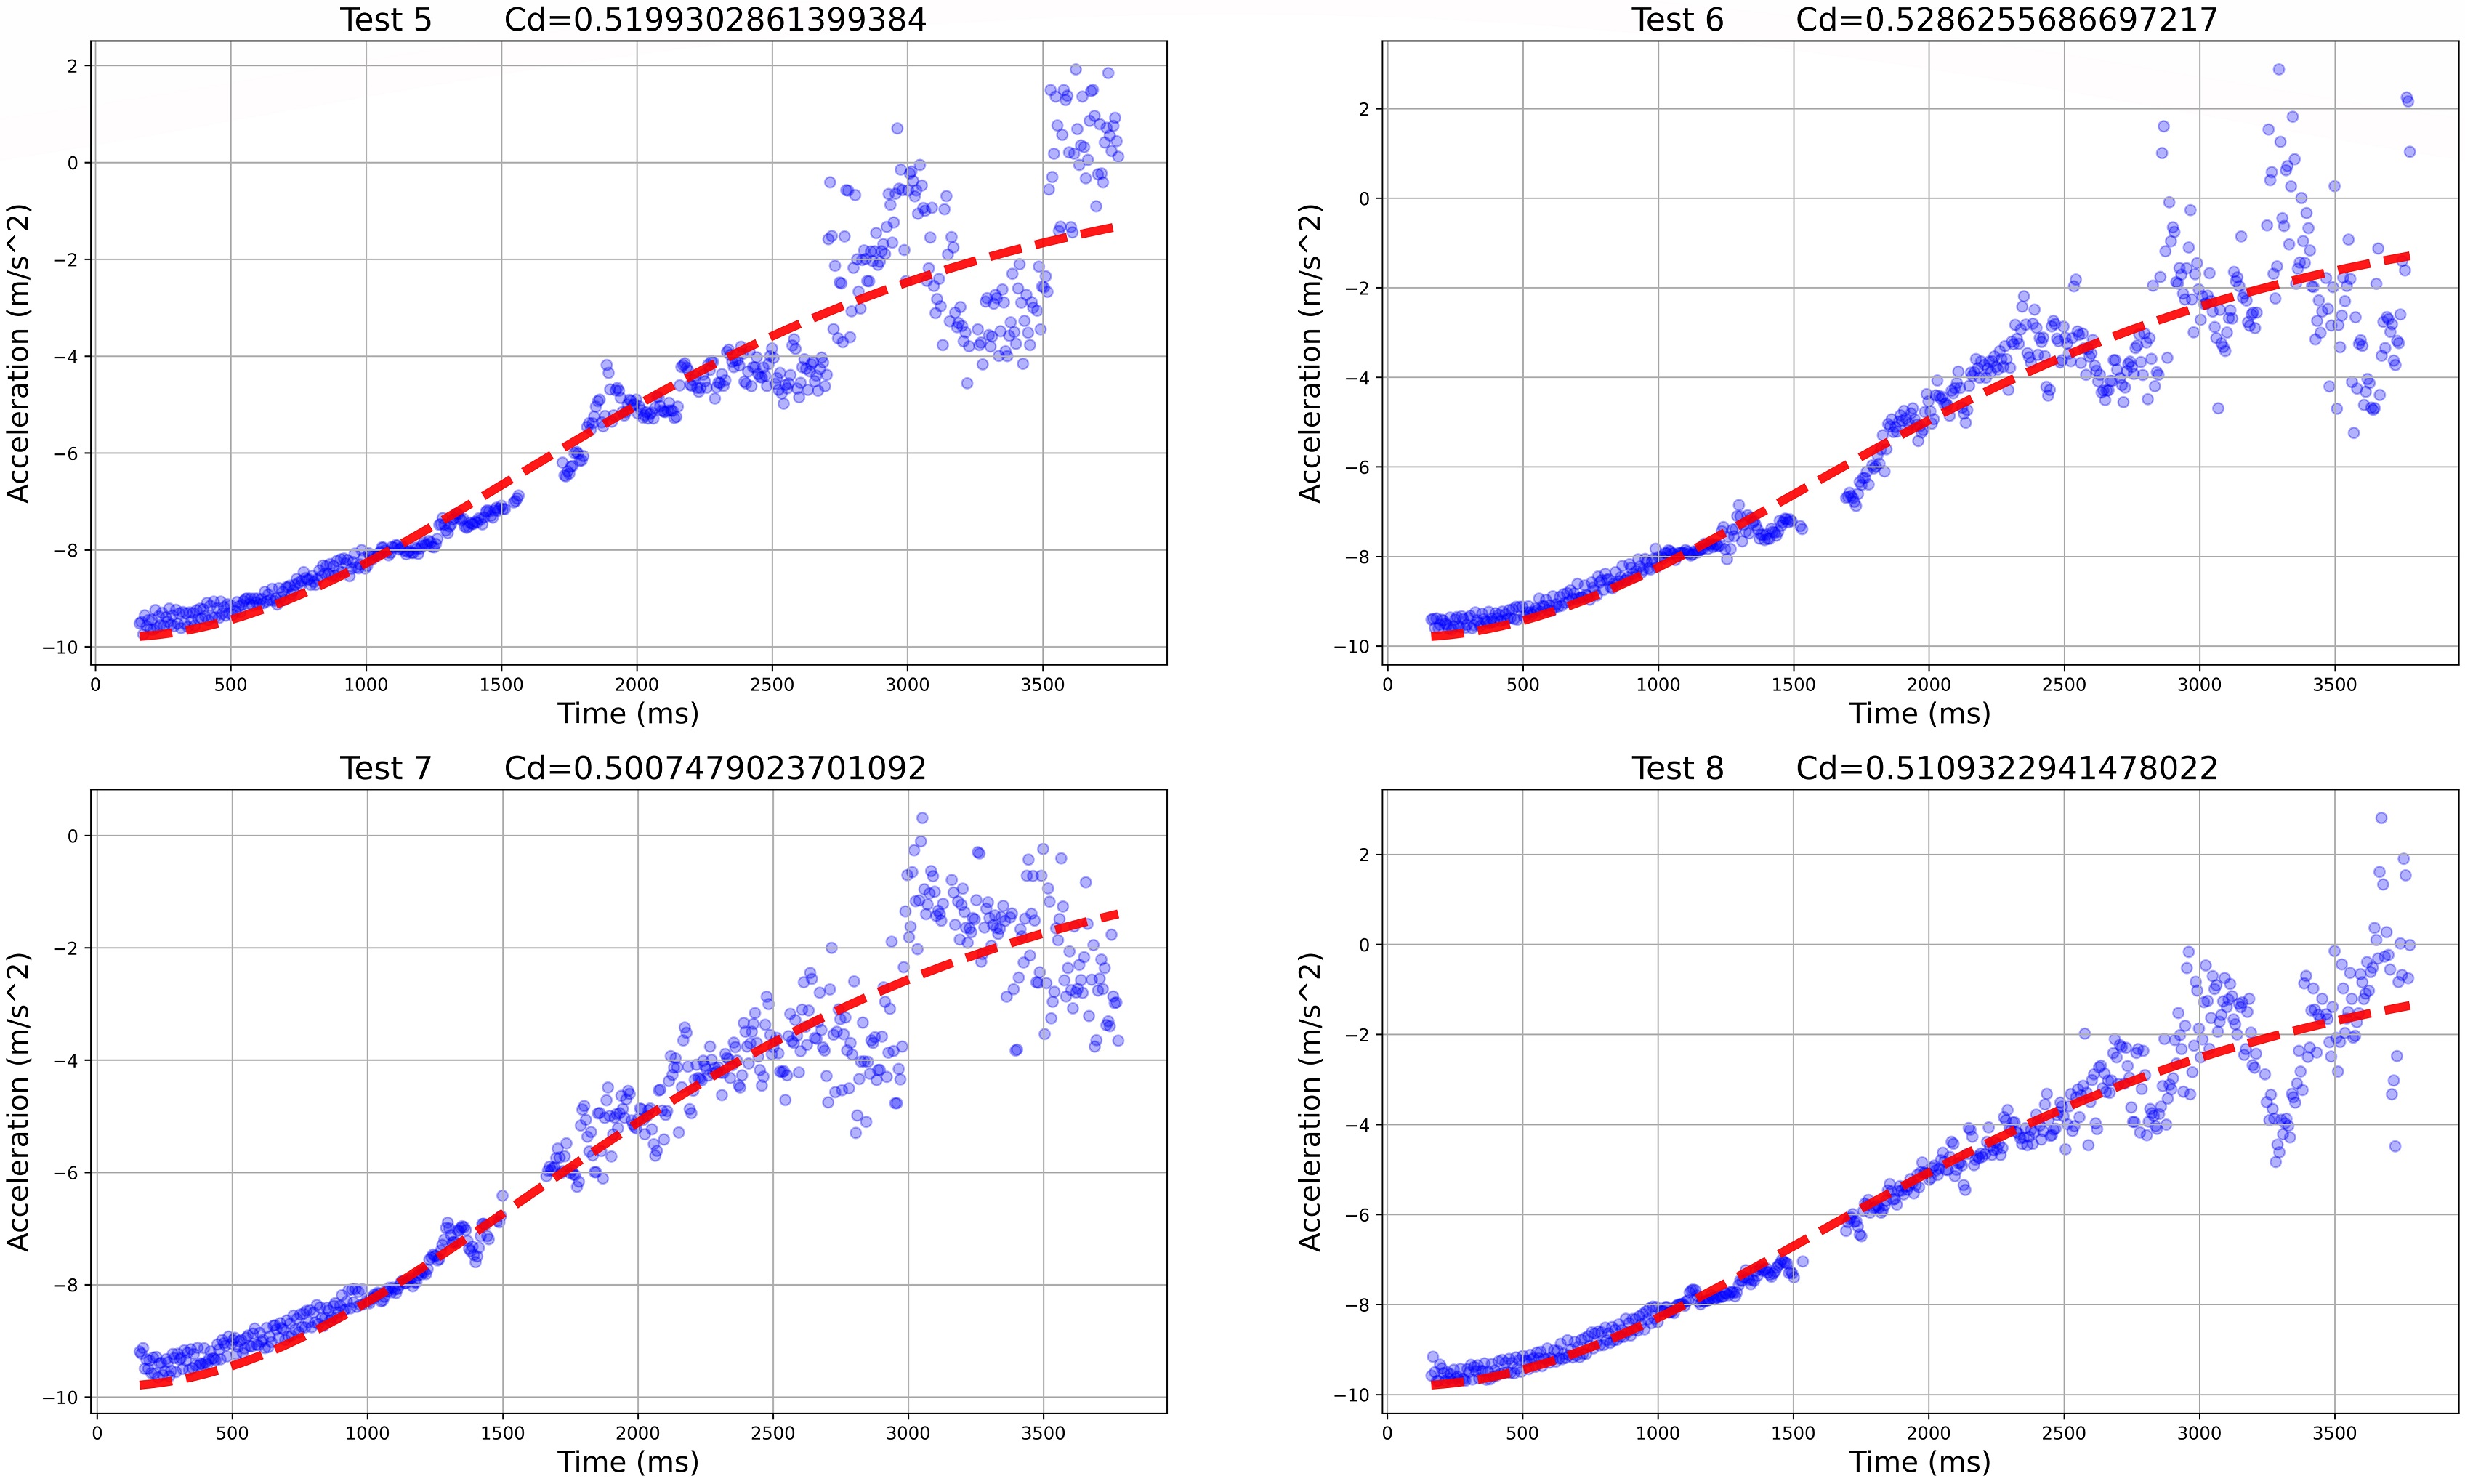 Test 5 Cd=0.5199302861399384
2
0
−2
−4
−6
−8
−10
Acceleration (m/s^2)
0 500 1000 1500 2000 2500 3000 3500
Time (ms)
Test 6 Cd=0.5286255686697217
2
0
−2
−4
−6
−8
−10
Acceleration (m/s^2)
0 500 1000 1500 2000 2500 3000 3500
Time (ms)
Test 7 Cd=0.5007479023701092
0
−2
−4
−6
−8
−10
Acceleration (m/s^2)
0 500 1000 1500 2000 2500 3000 3500
Time (ms)
Test 8 Cd=0.5109322941478022
2
0
−2
−4
−6
−8
−10
Acceleration (m/s^2)
0 500 1000 1500 2000 2500 3000 3500
Time (ms)